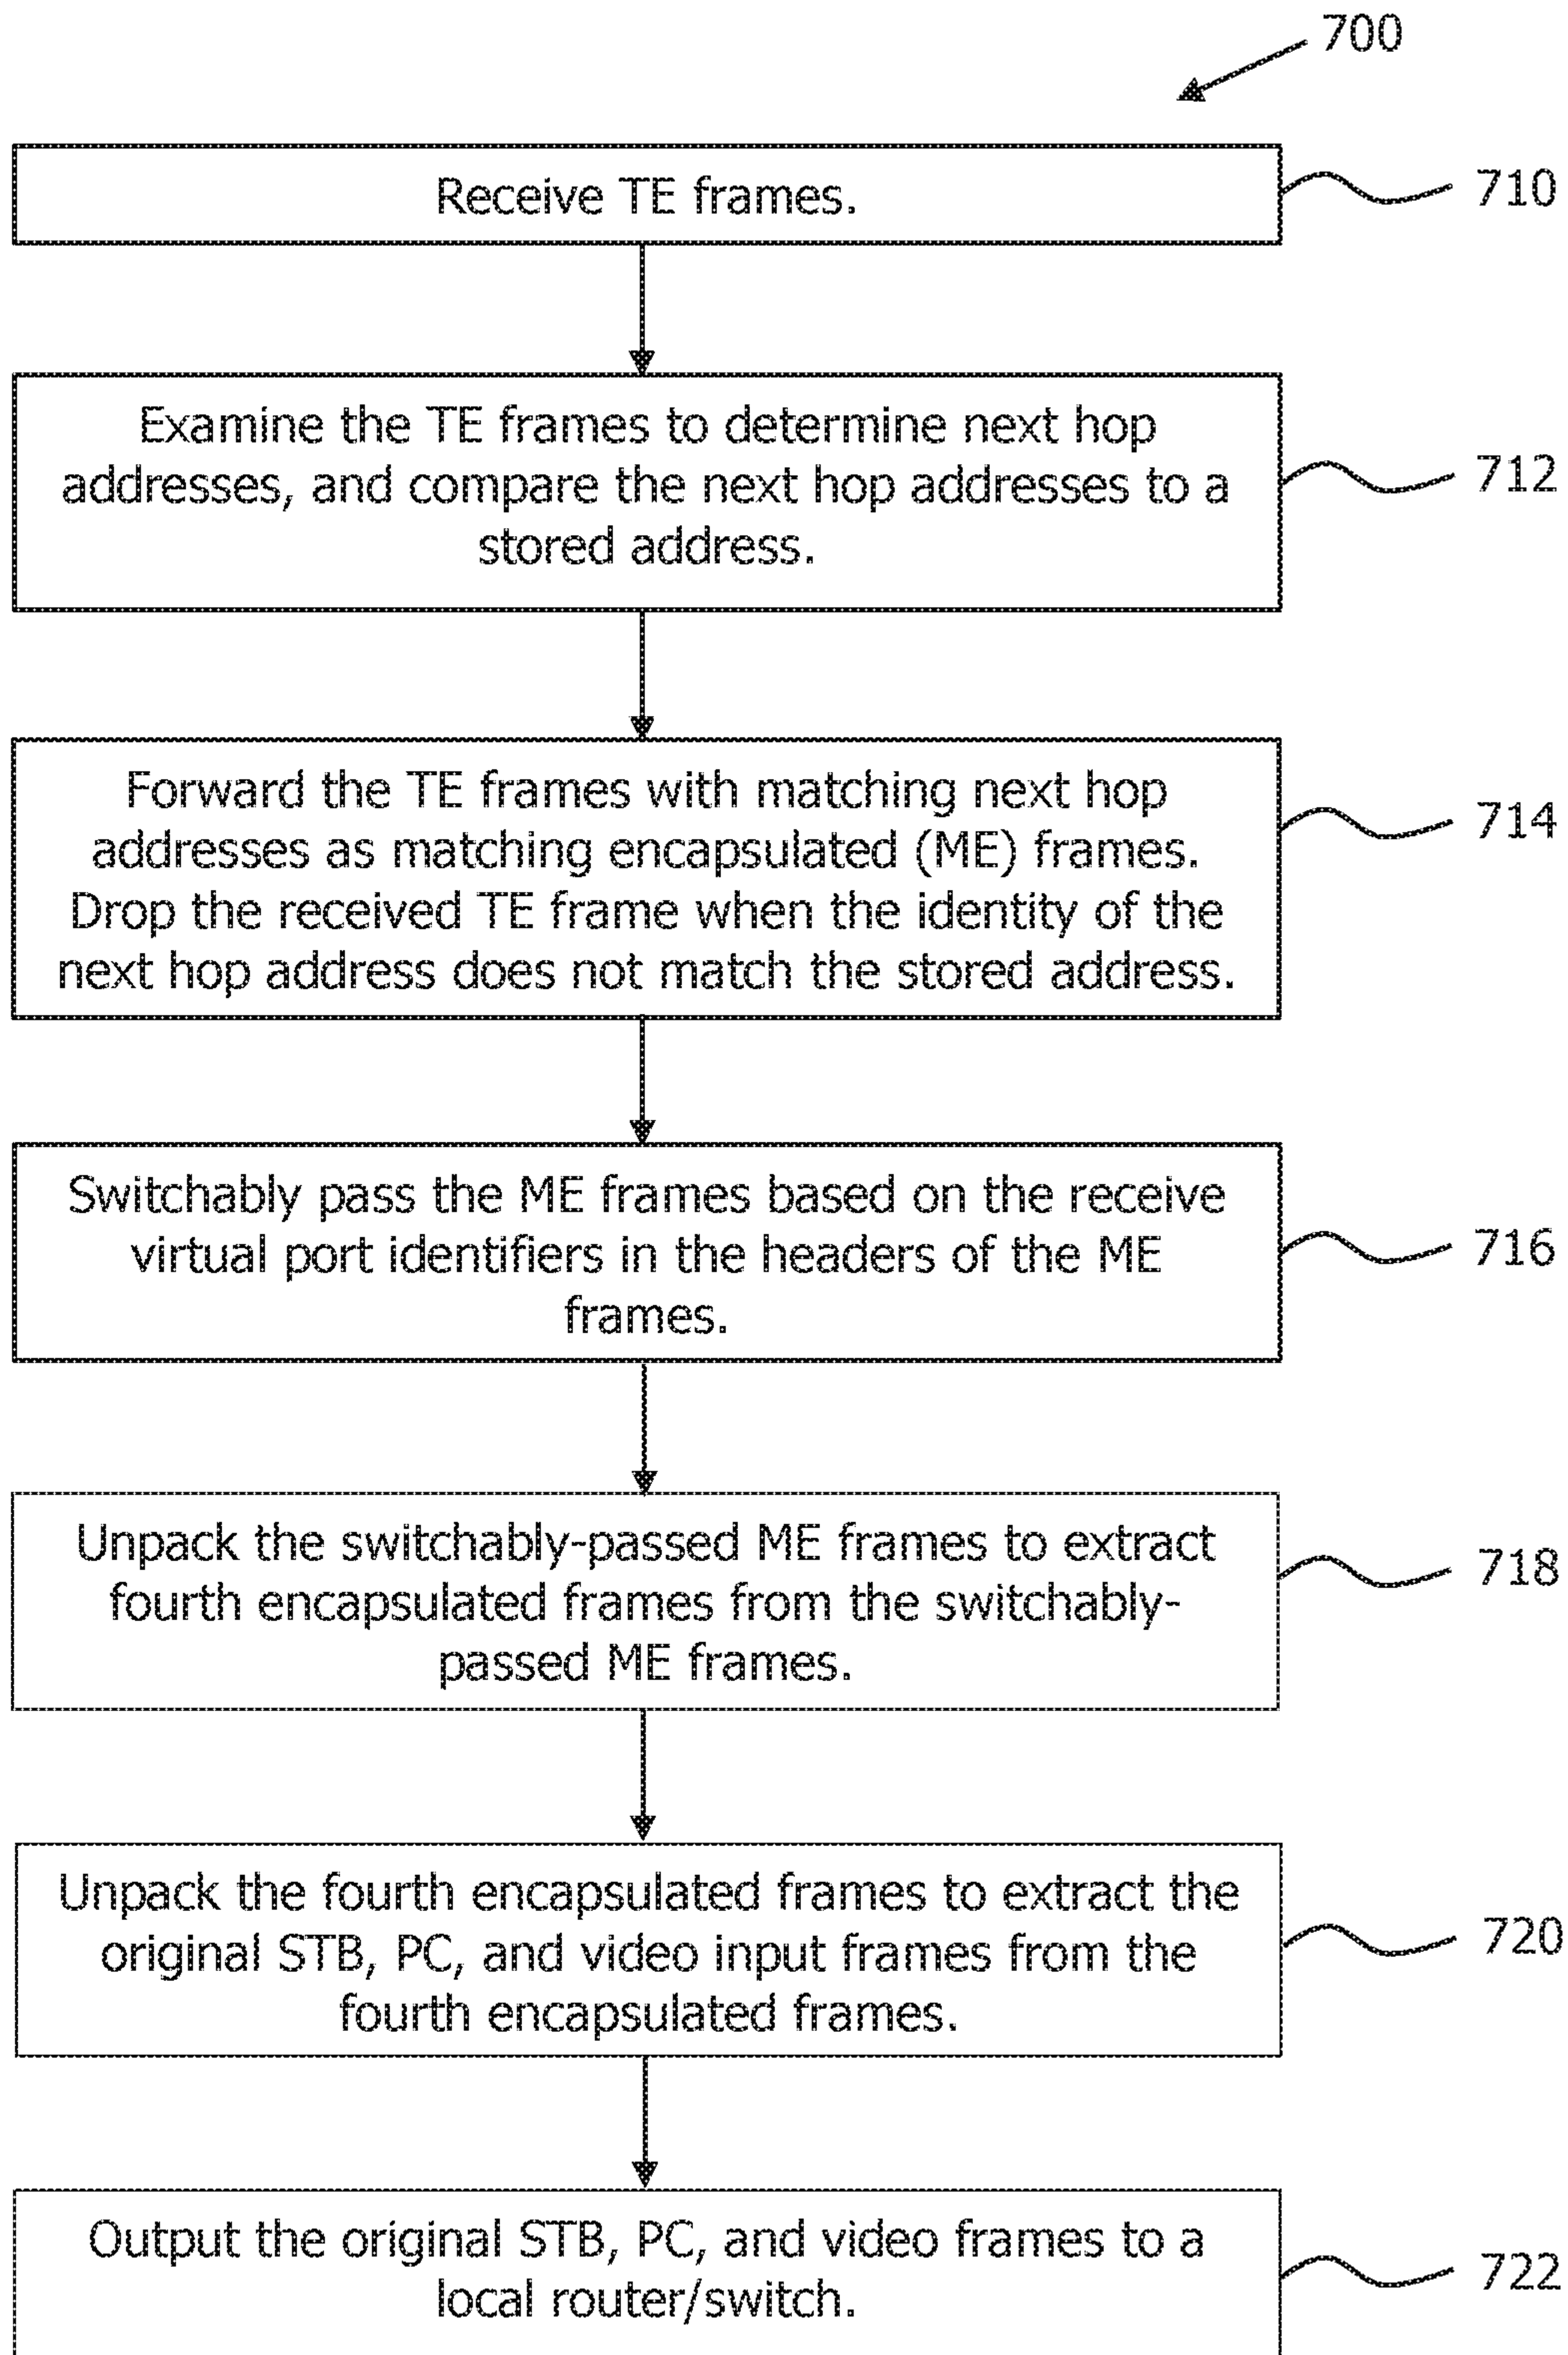 700
Receive TE frames.
710
Examine the TE frames to determine next hop
addresses, and compare the next hop addresses to a
stored address.
712
Forward the TE frames with matching next hop
addresses as matching encapsulated (ME) frames.
Drop the received TE frame when the identity of the
next hop address does not match the stored address.
714
Switchably pass the ME frames based on the receive
virtual port identifiers in the headers of the ME
frames.
716
Unpack the switchably-passed ME frames to extract
fourth encapsulated frames from the switchably-
passed ME frames.
718
Unpack the fourth encapsulated frames to extract the
original STB, PC, and video input frames from the
fourth encapsulated frames.
720
Output the original STB, PC, and video frames to a
local router/switch.
722